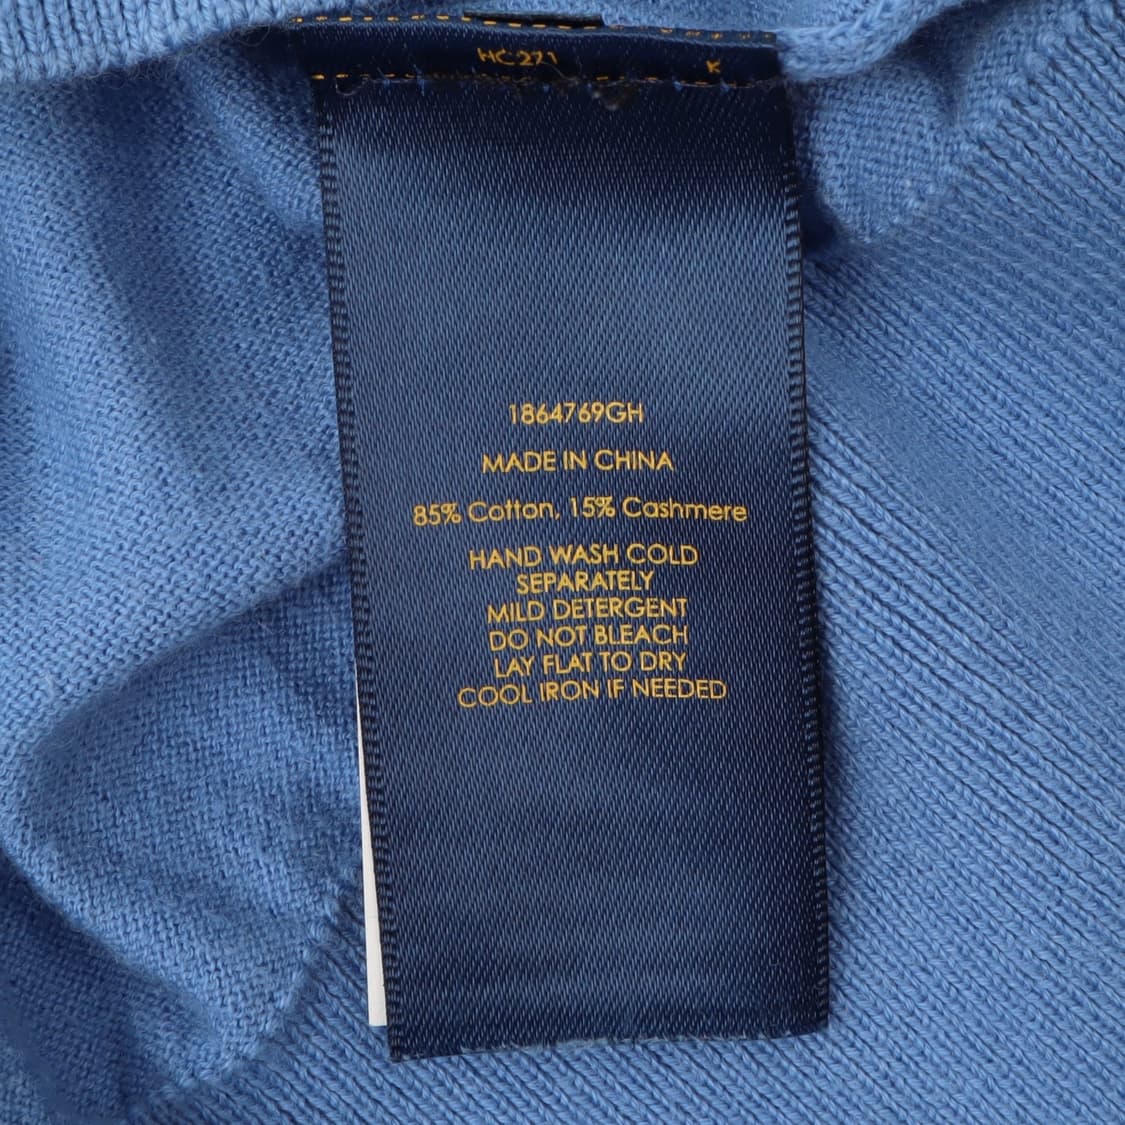 HC271 K
1864769GH
MADE IN CHINA
85% Cotton, 15% Cashmere
HAND WASH COLD
SEPARATELY
MILD DETERGENT
DO NOT BLEACH
LAY FLAT TO DRY
COOL IRON IF NEEDED